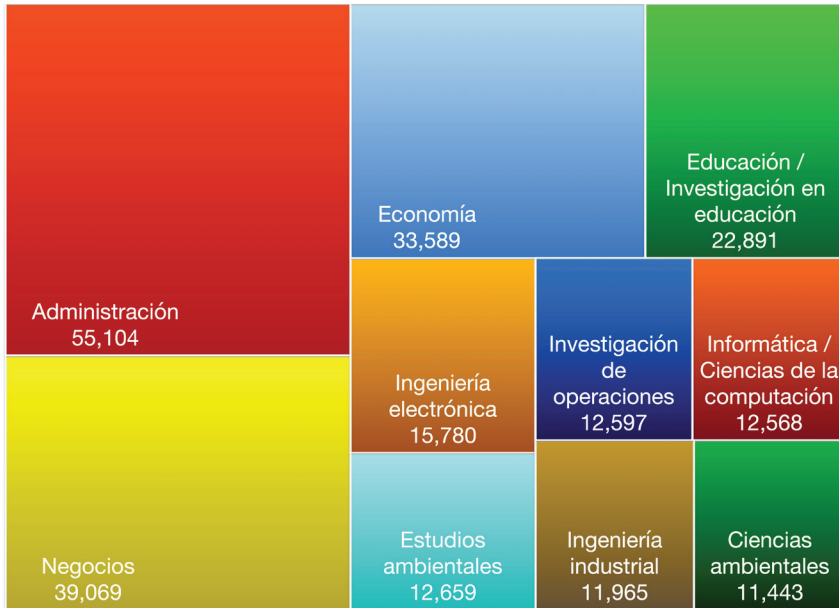 Administración
55,104
Negocios
39,069
Economía
33,589
Educación /
Investigación en
educación
22,891
Ingeniería
electrónica
15,780
Investigación
de
operaciones
12,597
Informática /
Ciencias de la
computación
12,568
Estudios
ambientales
12,659
Ingeniería
industrial
11,965
Ciencias
ambientales
11,443